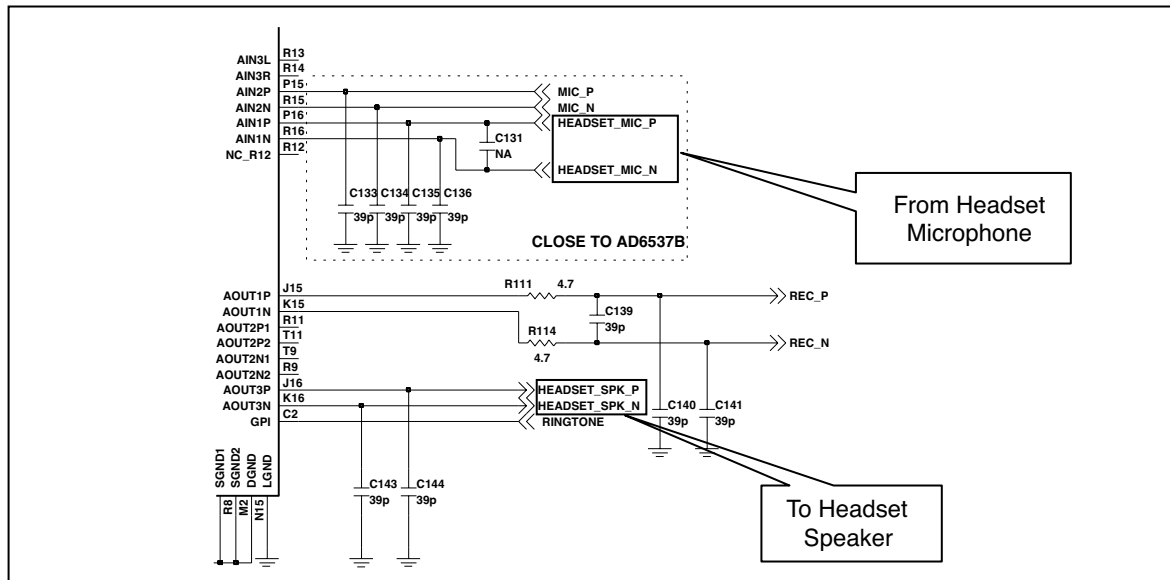 AIN3L R13
AIN3R R14
AIN2P P15 MIC_P
AIN2N R15 MIC_N
AIN1P P16 HEADSET_MIC_P
AIN1N R16
NC_R12 R12
C131
NA
HEADSET_MIC_N
C133 C134 C135 C136
39p 39p 39p 39p
CLOSE TO AD6537B
From Headset
Microphone
AOUT1P J15 R111 4.7 REC_P
AOUT1N K15
AOUT2P1 R11
AOUT2P2 T11
AOUT2N1 T9
AOUT2N2 R9
C139
39p
R114
4.7
REC_N
AOUT3P J16 HEADSET_SPK_P
AOUT3N K16 HEADSET_SPK_N
GPI C2 RINGTONE
C140 C141
39p 39p
SGND1
SGND2
DGND
LGND
R8
M2
N15
C143 C144
39p 39p
To Headset
Speaker